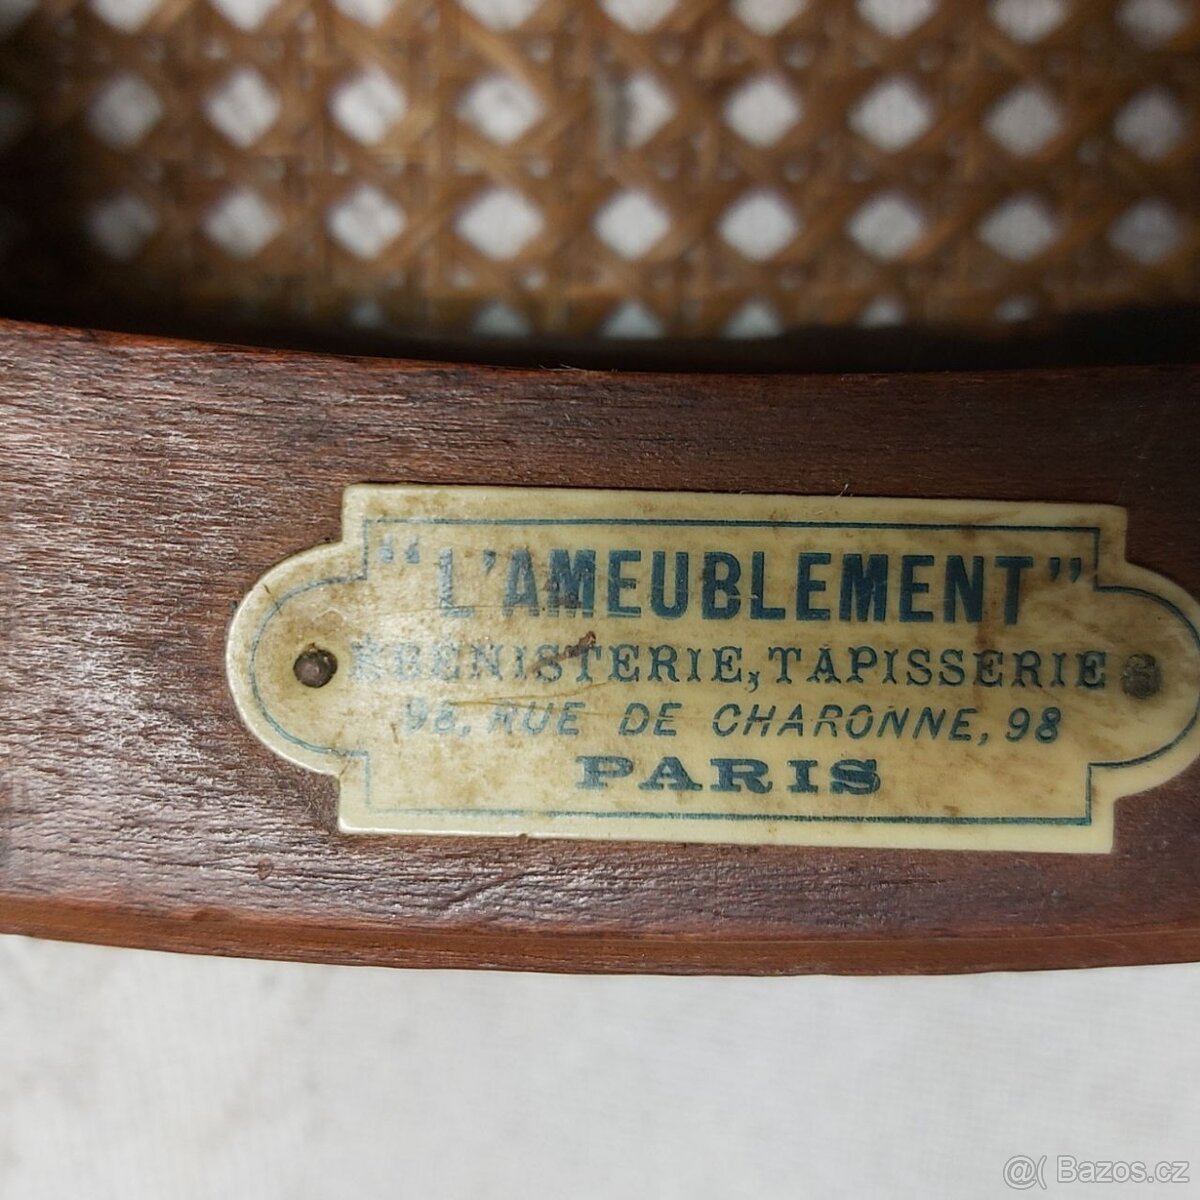 "L'AMEUBLEMENT"
ÉBÉNISTERIE, TAPISSERIE
98, RUE DE CHARONNE, 98
PARIS
@( Bazos.cz